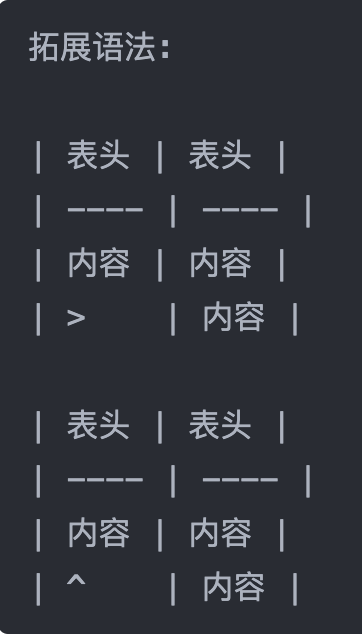 拓展语法:
| 表头 | 表头 |
| ---- | ---- |
| 内容 | 内容 |
| >    | 内容 |
| 表头 | 表头 |
| ---- | ---- |
| 内容 | 内容 |
| ^    | 内容 |